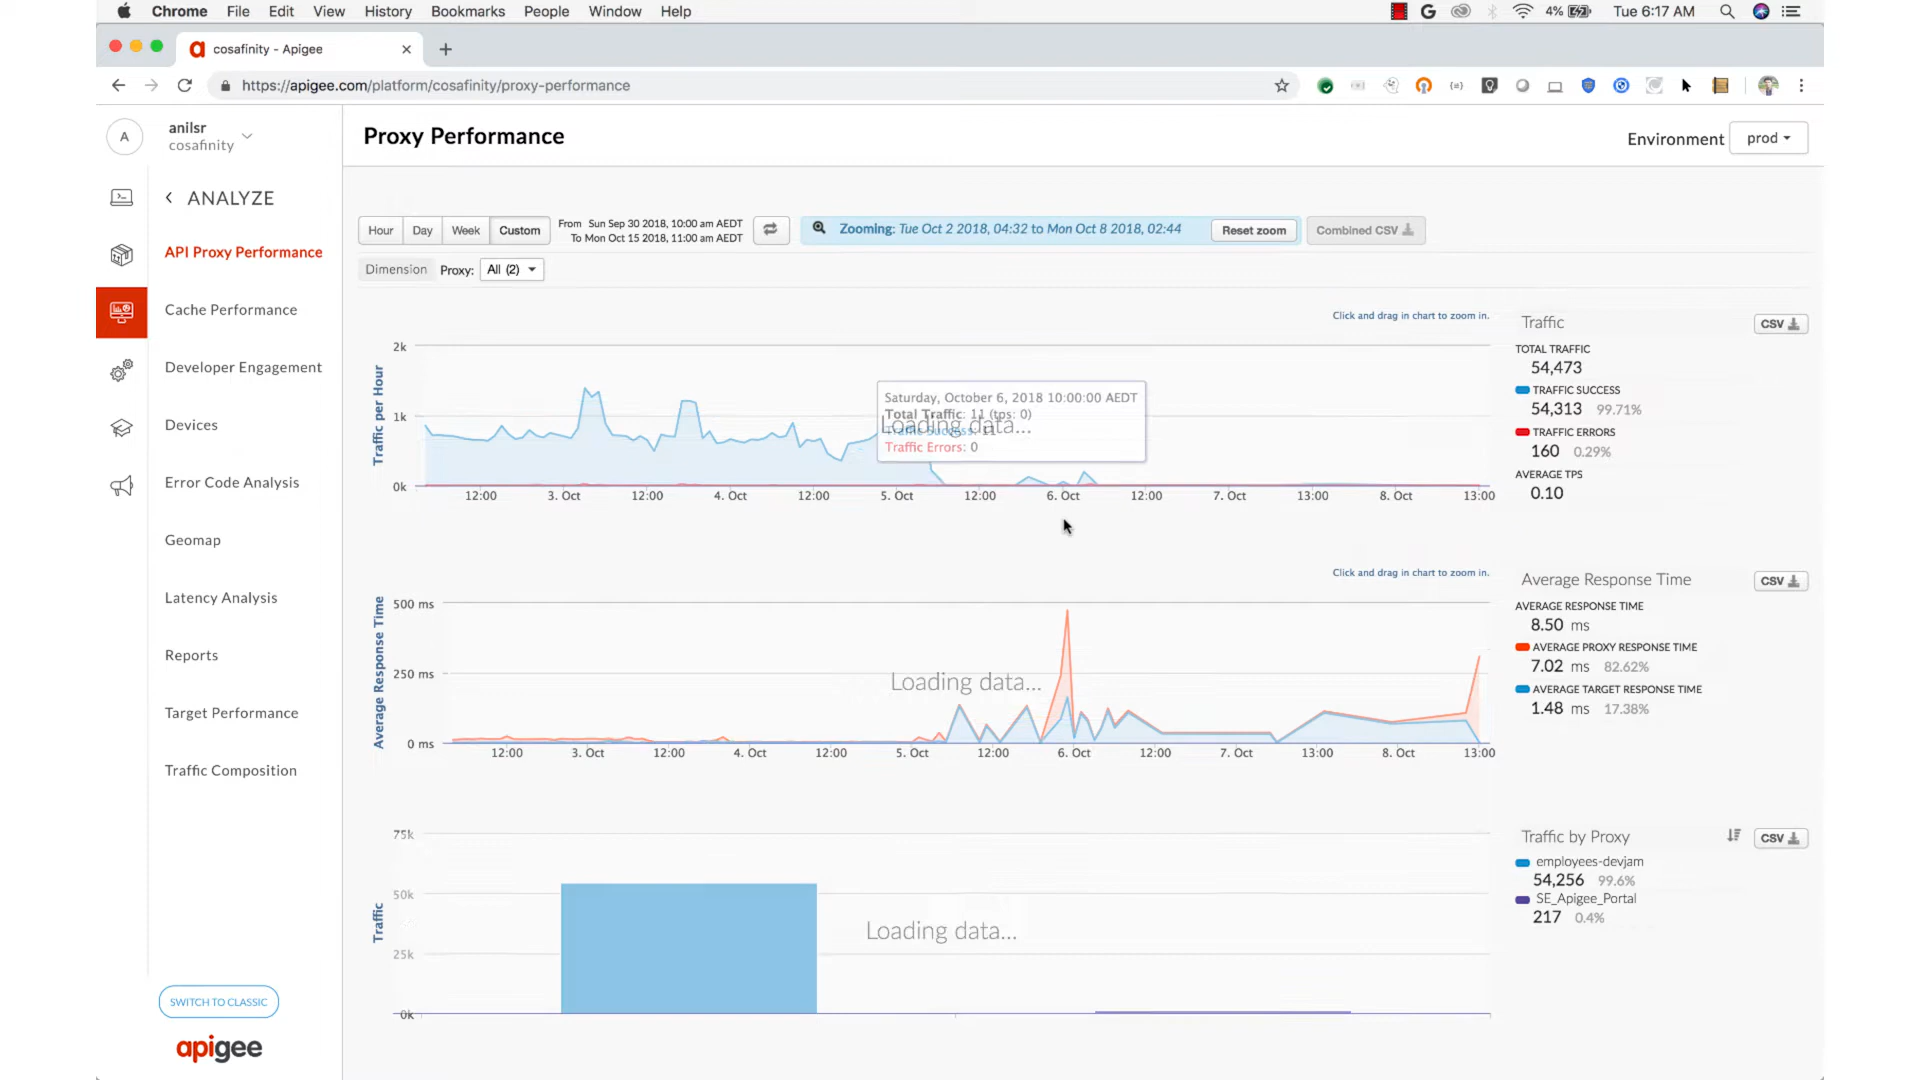 Chrome File Edit View History Bookmarks People Window Help
4% Tue 6:17 AM
cosafinity - Apigee
https://apigee.com/platform/cosafinity/proxy-performance
A
anilsr
cosafinity
Proxy Performance
Environment prod
ANALYZE
API Proxy Performance
Cache Performance
Developer Engagement
Devices
Error Code Analysis
Geomap
Latency Analysis
Reports
Target Performance
Traffic Composition
SWITCH TO CLASSIC
apigee
Hour Day Week Custom
From Sun Sep 30 2018, 10:00 am AEDT
To Mon Oct 15 2018, 11:00 am AEDT
Zooming: Tue Oct 2 2018, 04:32 to Mon Oct 8 2018, 02:44
Reset zoom
Combined CSV
Dimension Proxy: All (2)
Click and drag in chart to zoom in.
Traffic per Hour
2k
1k
0k
Saturday, October 6, 2018 10:00:00 AEDT
Total Traffic: 11 (tps: 0)
Loading data...
Traffic Success: 11
Traffic Errors: 0
12:00 3. Oct 12:00 4. Oct 12:00 5. Oct 12:00 6. Oct 12:00 7. Oct 13:00 8. Oct 13:00
Traffic CSV
TOTAL TRAFFIC
54,473
TRAFFIC SUCCESS
54,313 99.71%
TRAFFIC ERRORS
160 0.29%
AVERAGE TPS
0.10
Click and drag in chart to zoom in.
Average Response Time
500 ms
250 ms
0 ms
Loading data...
12:00 3. Oct 12:00 4. Oct 12:00 5. Oct 12:00 6. Oct 12:00 7. Oct 13:00 8. Oct 13:00
Average Response Time CSV
AVERAGE RESPONSE TIME
8.50 ms
AVERAGE PROXY RESPONSE TIME
7.02 ms 82.62%
AVERAGE TARGET RESPONSE TIME
1.48 ms 17.38%
Traffic
75k
50k
25k
0k
Loading data...
Traffic by Proxy CSV
employees-devjam
54,256 99.6%
SE_Apigee_Portal
217 0.4%